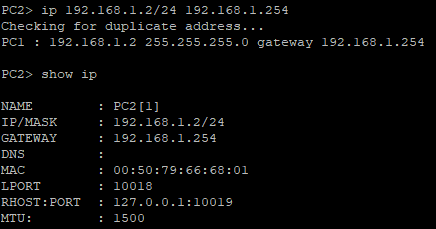 PC2> ip 192.168.1.2/24 192.168.1.254
Checking for duplicate address...
PC1 : 192.168.1.2 255.255.255.0 gateway 192.168.1.254
PC2> show ip
NAME        : PC2[1]
IP/MASK     : 192.168.1.2/24
GATEWAY     : 192.168.1.254
DNS         :
MAC         : 00:50:79:66:68:01
LPORT       : 10018
RHOST:PORT  : 127.0.0.1:10019
MTU:        : 1500